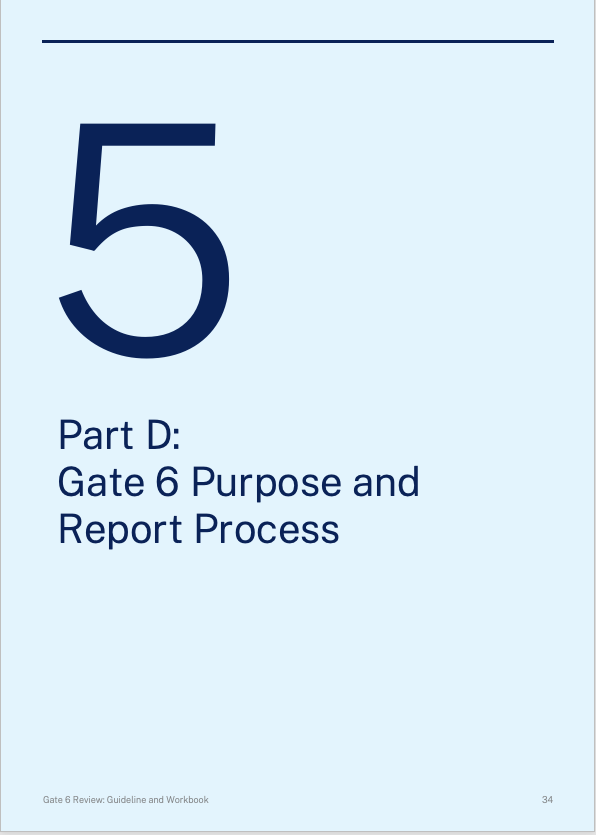 5
Part D:
Gate 6 Purpose and
Report Process
Gate 6 Review: Guideline and Workbook
34